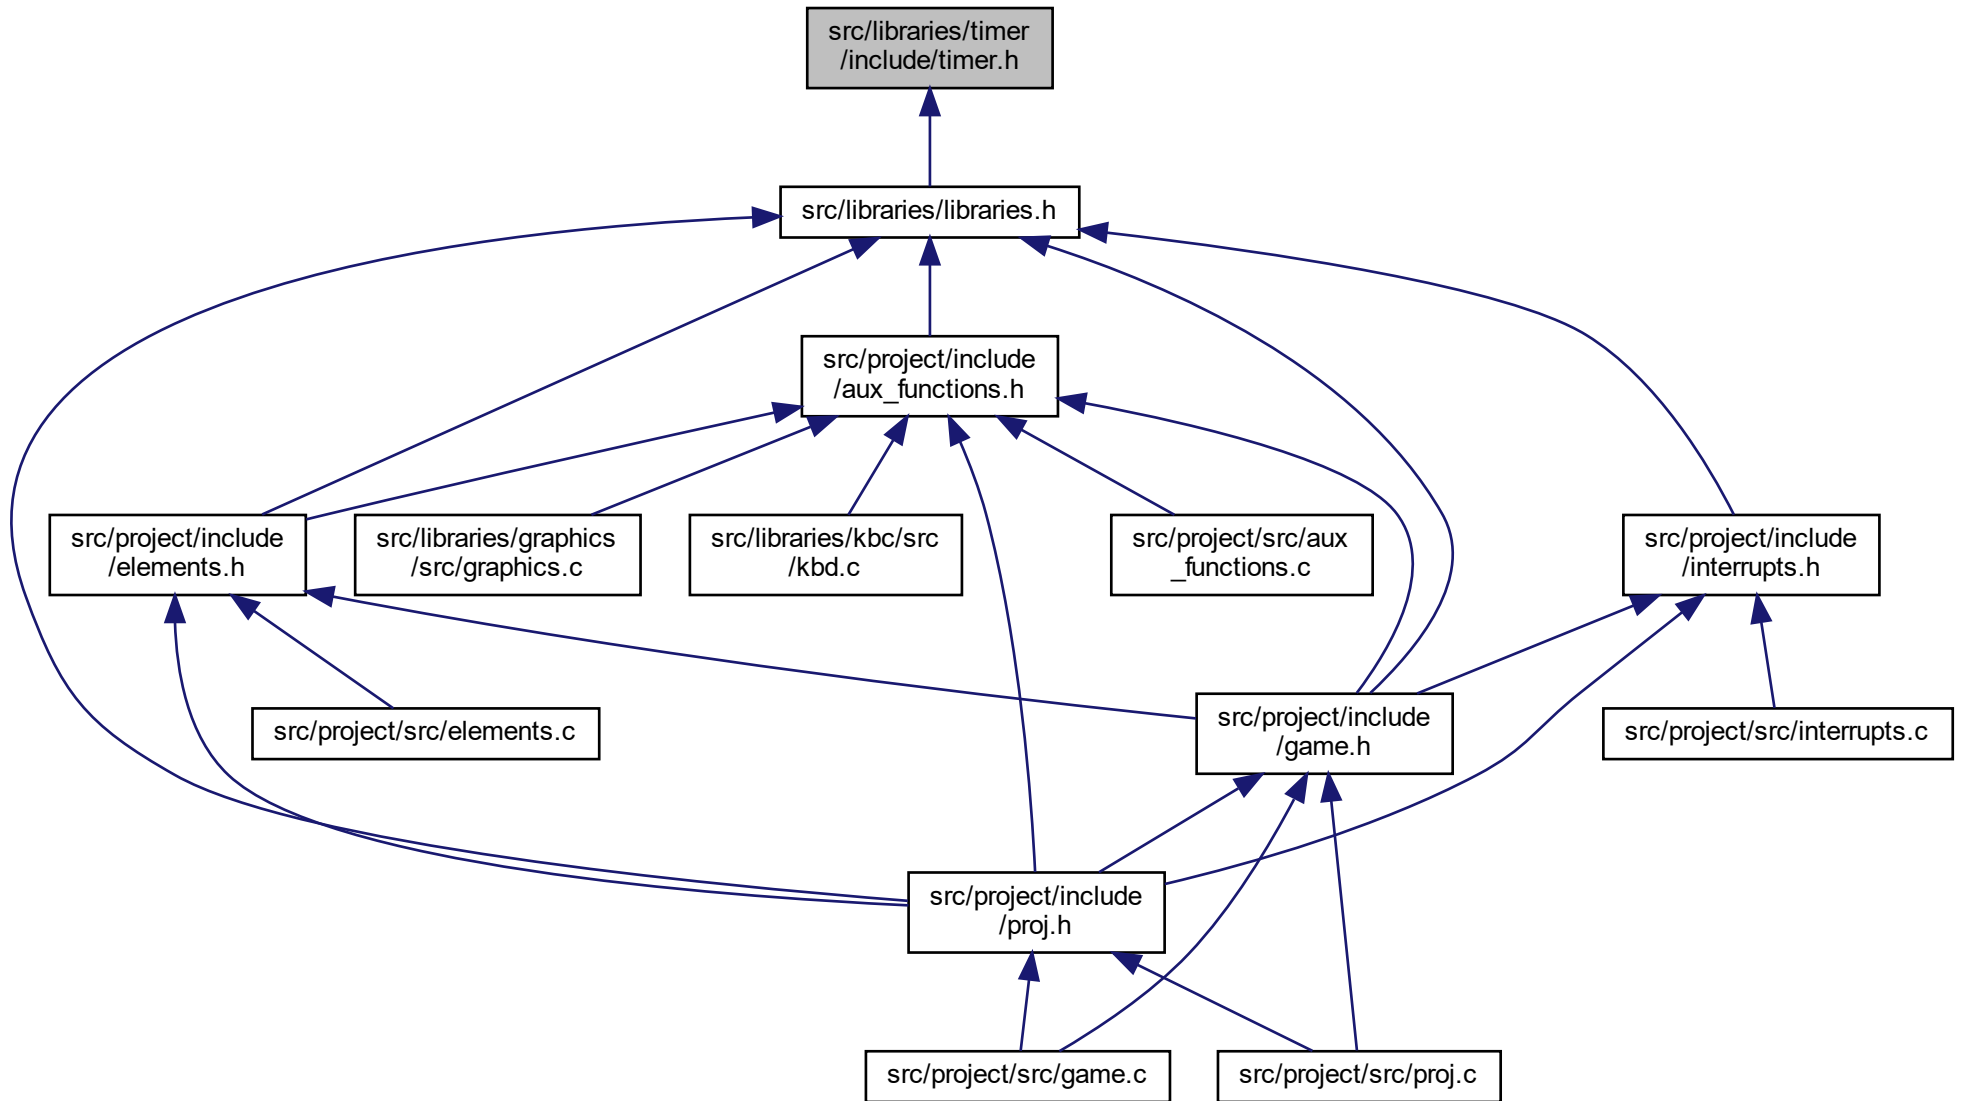 src/libraries/timer
/include/timer.h
src/libraries/libraries.h
src/project/include
/aux_functions.h
src/project/include
/elements.h
src/libraries/graphics
/src/graphics.c
src/libraries/kbc/src
/kbd.c
src/project/src/aux
_functions.c
src/project/include
/interrupts.h
src/project/src/elements.c
src/project/include
/game.h
src/project/src/interrupts.c
src/project/include
/proj.h
src/project/src/game.c
src/project/src/proj.c